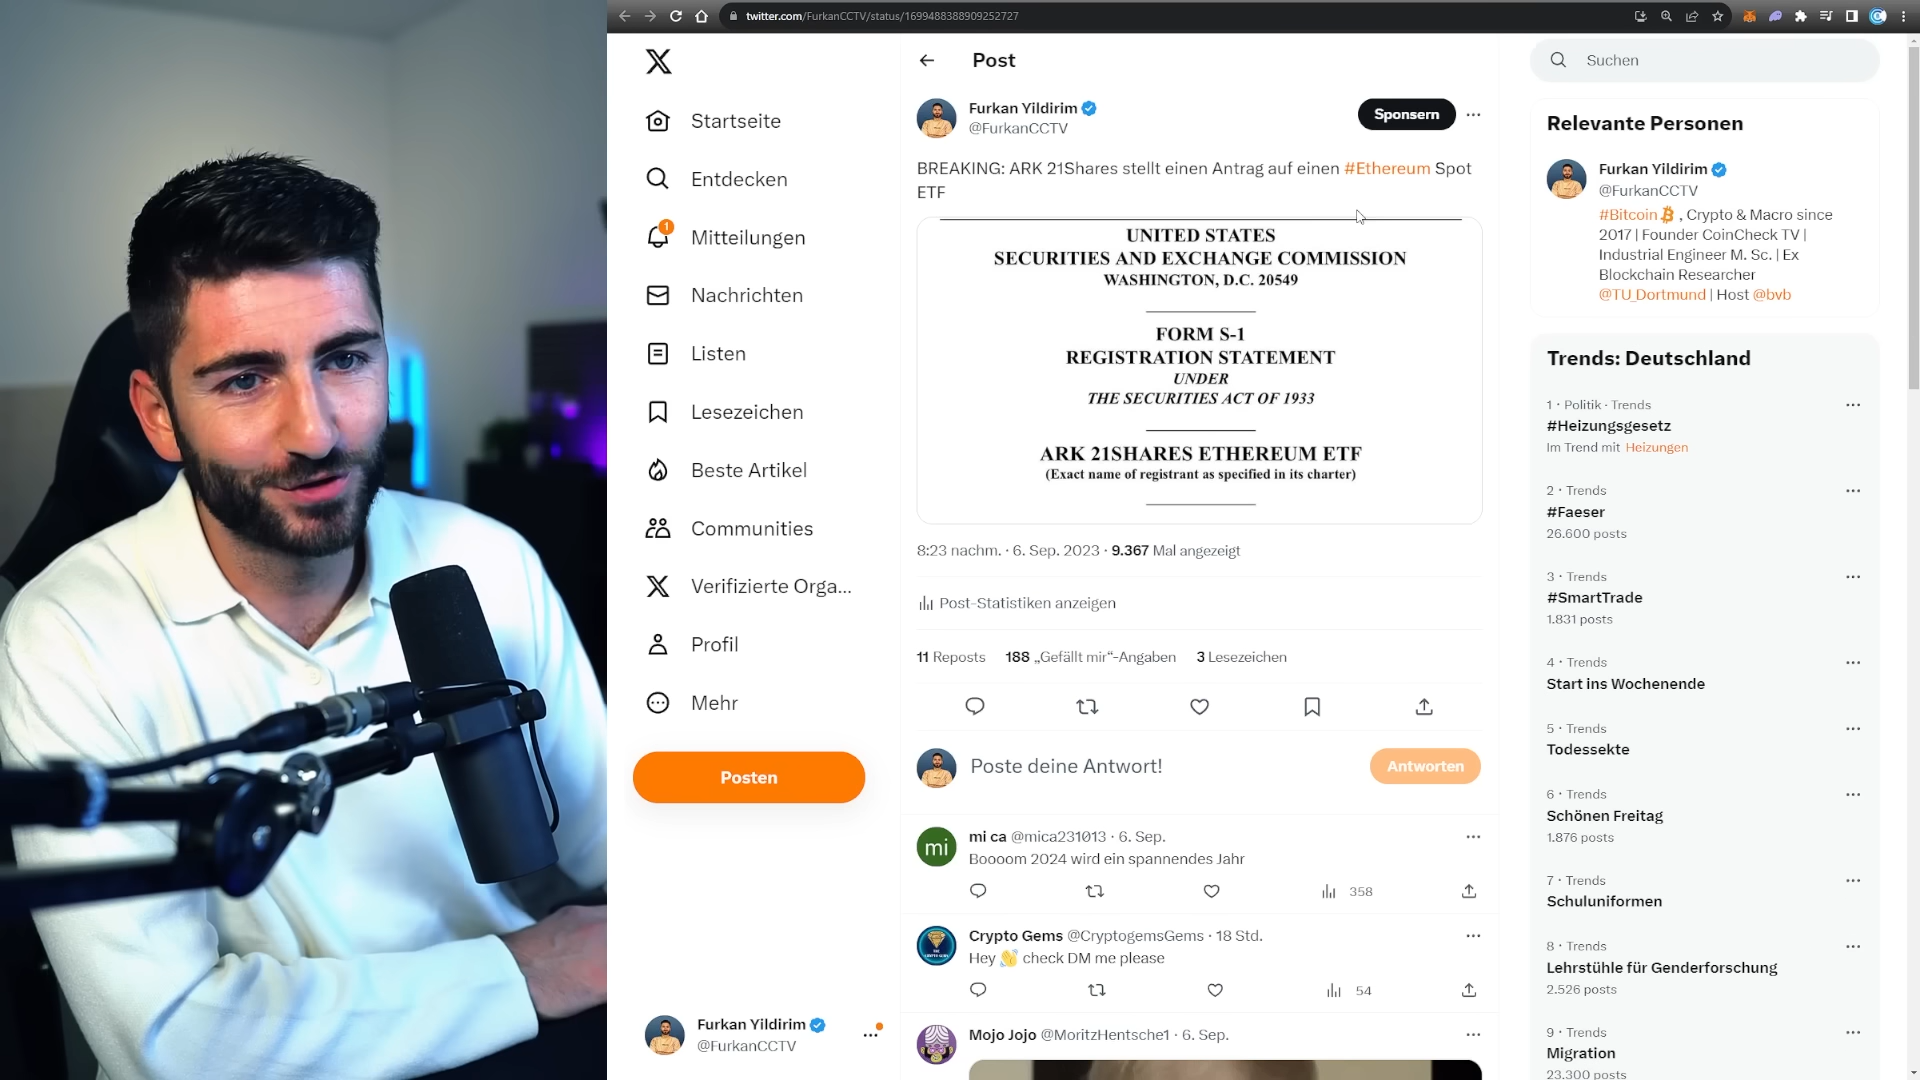 twitter.com/FurkanCCTV/status/1699488388909252727
Post
Suchen
Startseite
Entdecken
1
Mitteilungen
Nachrichten
Listen
Lesezeichen
Beste Artikel
Communities
Verifizierte Orga...
Profil
Mehr
Posten
Furkan Yildirim
@FurkanCCTV
Furkan Yildirim
@FurkanCCTV
Sponsern
BREAKING: ARK 21Shares stellt einen Antrag auf einen #Ethereum Spot
ETF
UNITED STATES
SECURITIES AND EXCHANGE COMMISSION
WASHINGTON, D.C. 20549
FORM S-1
REGISTRATION STATEMENT
UNDER
THE SECURITIES ACT OF 1933
ARK 21SHARES ETHEREUM ETF
(Exact name of registrant as specified in its charter)
8:23 nachm. · 6. Sep. 2023 · 9.367 Mal angezeigt
Post-Statistiken anzeigen
11 Reposts 188 „Gefällt mir“-Angaben 3 Lesezeichen
Poste deine Antwort!
Antworten
mi
mi ca @mica231013 · 6. Sep.
Boooom 2024 wird ein spannendes Jahr
358
Crypto Gems @CryptogemsGems · 18 Std.
Hey 👋 check DM me please
54
Mojo Jojo @MoritzHentsche1 · 6. Sep.
Relevante Personen
Furkan Yildirim
@FurkanCCTV
#Bitcoin , Crypto & Macro since
2017 | Founder CoinCheck TV |
Industrial Engineer M. Sc. | Ex
Blockchain Researcher
@TU_Dortmund | Host @bvb
Trends: Deutschland
1 · Politik · Trends
#Heizungsgesetz
Im Trend mit Heizungen
2 · Trends
#Faeser
26.600 posts
3 · Trends
#SmartTrade
1.831 posts
4 · Trends
Start ins Wochenende
5 · Trends
Todessekte
6 · Trends
Schönen Freitag
1.876 posts
7 · Trends
Schuluniformen
8 · Trends
Lehrstühle für Genderforschung
2.526 posts
9 · Trends
Migration
23.300 posts